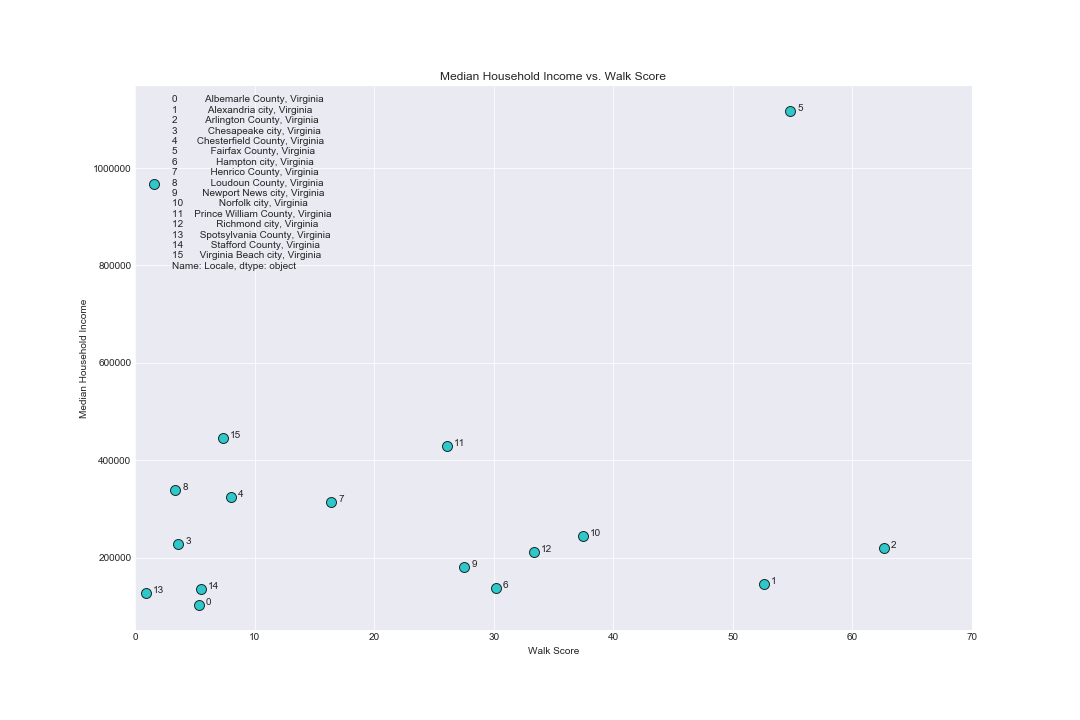 Median Household Income vs. Walk Score
0 Albemarle County, Virginia
1 Alexandria city, Virginia
2 Arlington County, Virginia
3 Chesapeake city, Virginia
4 Chesterfield County, Virginia
5 Fairfax County, Virginia
6 Hampton city, Virginia
7 Henrico County, Virginia
8 Loudoun County, Virginia
9 Newport News city, Virginia
10 Norfolk city, Virginia
11 Prince William County, Virginia
12 Richmond city, Virginia
13 Spotsylvania County, Virginia
14 Stafford County, Virginia
15 Virginia Beach city, Virginia
Name: Locale, dtype: object
5
15
11
8
4
7
3
10
12
2
9
1
6
14
13
0
1000000
800000
600000
400000
200000
Median Household Income
0 10 20 30 40 50 60 70
Walk Score